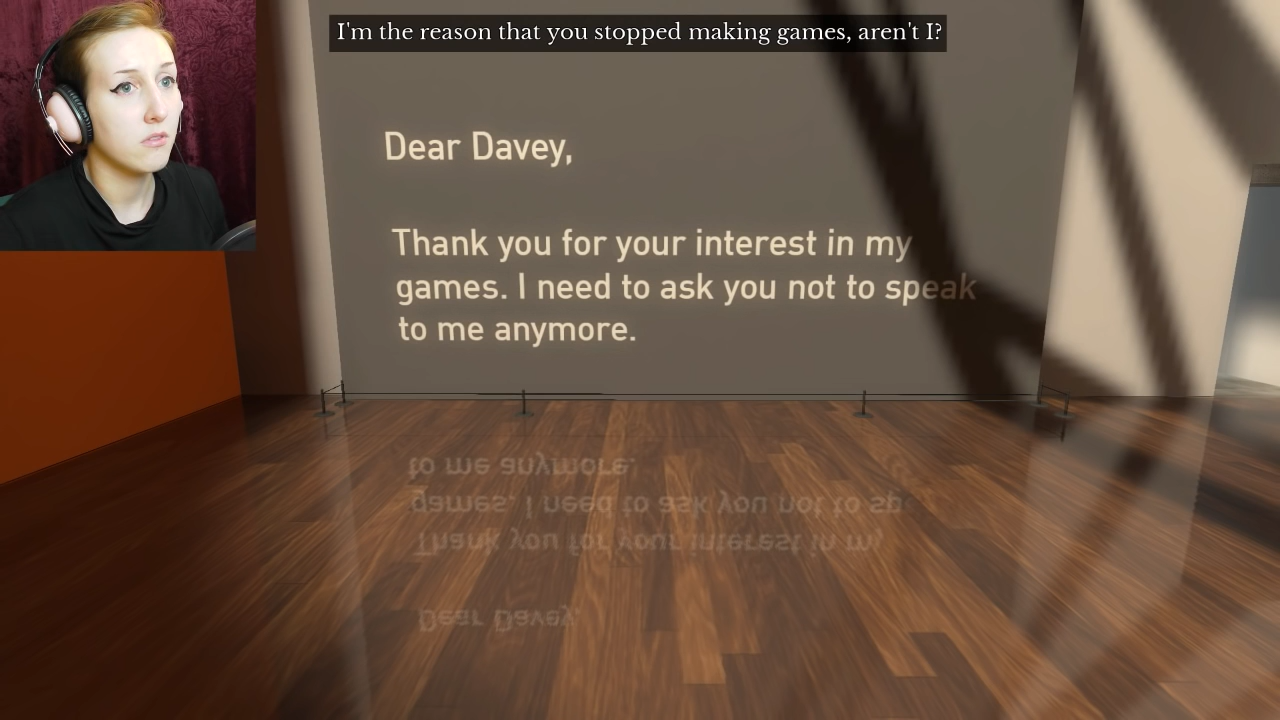 I'm the reason that you stopped making games, aren't I?
Dear Davey,
Thank you for your interest in my
games. I need to ask you not to speak
to me anymore.